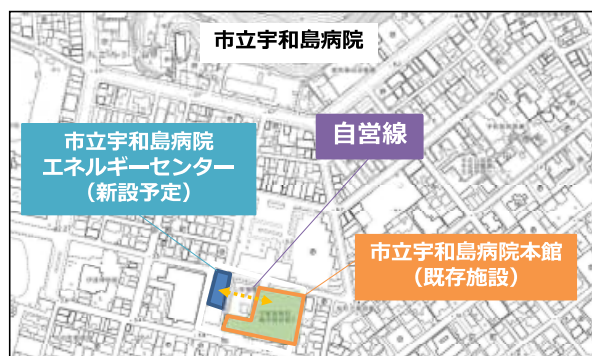 市立宇和島病院
市立宇和島病院
エネルギーセンター
（新設予定）
自営線
市立宇和島病院本館
（既存施設）